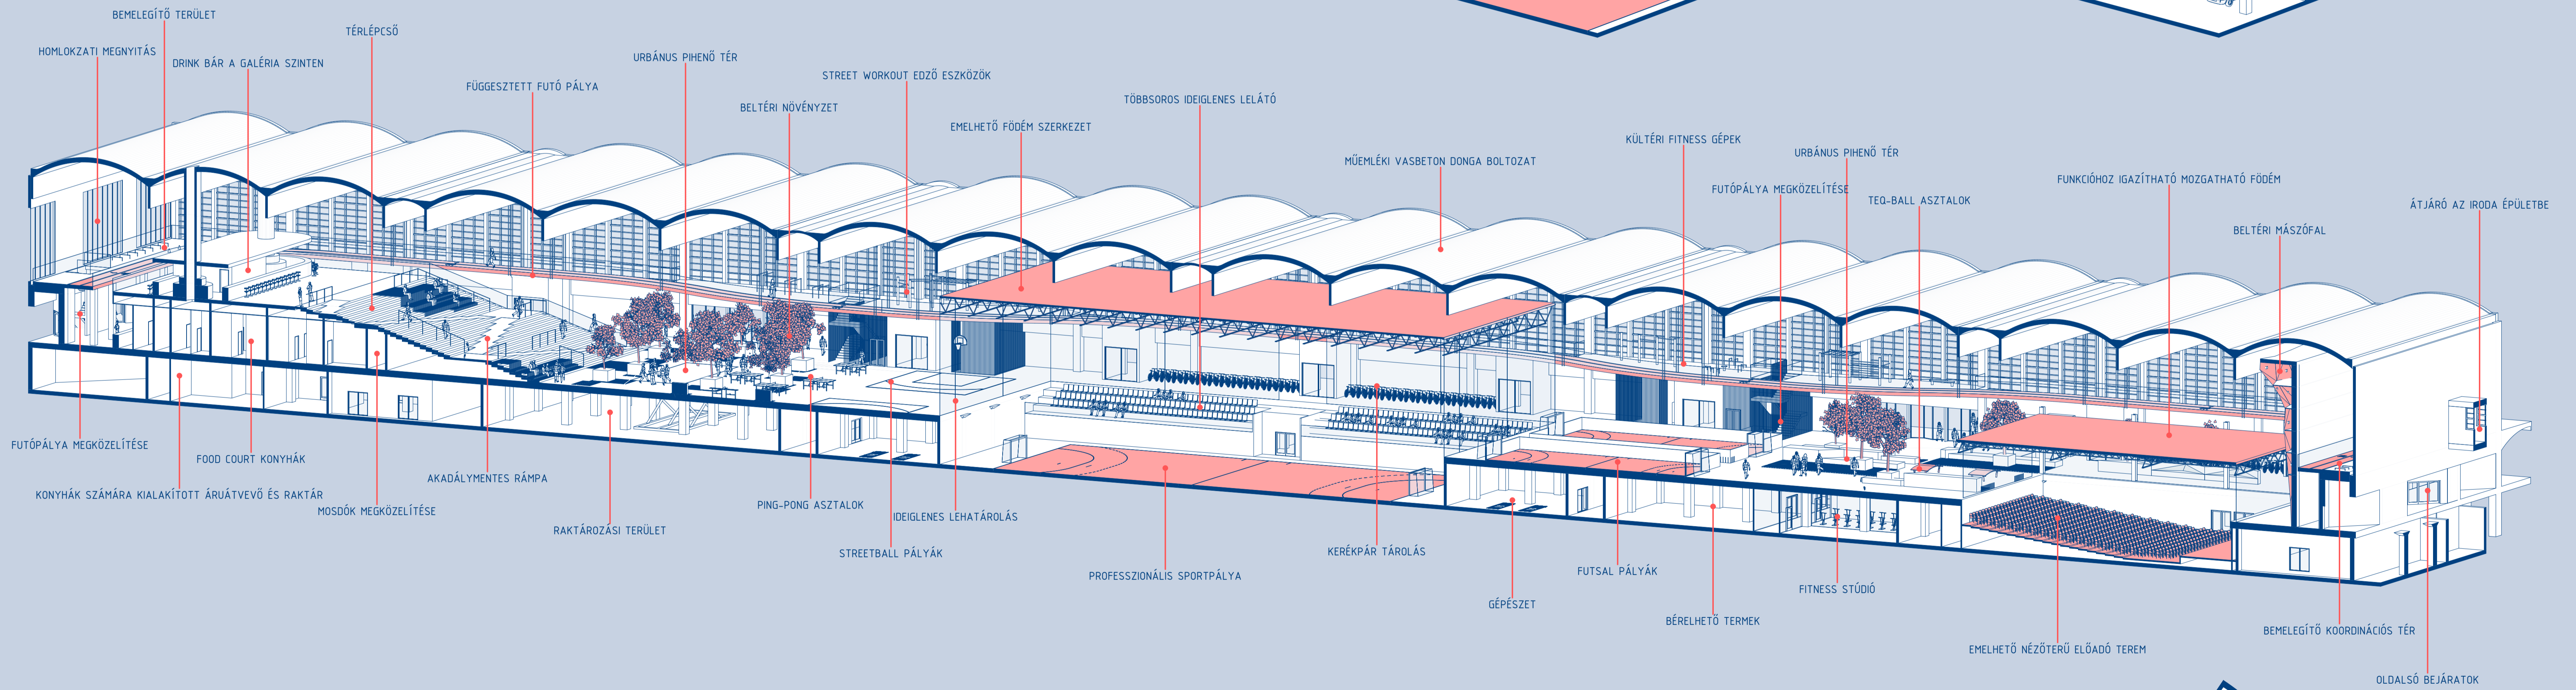 BEMELEGÍTŐ TERÜLET
TÉRLÉPCSŐ
HOMLOKZATI MEGNYITÁS
URBÁNUS PIHENŐ TÉR
DRINK BÁR A GALÉRIA SZINTEN
STREET WORKOUT EDZŐ ESZKÖZÖK
FÜGGESZTETT FUTÓ PÁLYA
TÖBBSOROS IDEIGLENES LELÁTÓ
BELTÉRI NÖVÉNYZET
EMELHETŐ FÖDÉM SZERKEZET
KÜLTÉRI FITNESS GÉPEK
URBÁNUS PIHENŐ TÉR
MŰEMLÉKI VASBETON DONGA BOLTOZAT
FUNKCIÓHOZ IGAZÍTHATÓ MOZGATHATÓ FÖDÉM
FUTÓPÁLYA MEGKÖZELÍTÉSE
TEQ-BALL ASZTALOK
ÁTJÁRÓ AZ IRODA ÉPÜLETBE
BELTÉRI MÁSZÓFAL
FUTÓPÁLYA MEGKÖZELÍTÉSE
FOOD COURT KONYHÁK
AKADÁLYMENTES RÁMPA
KONYHÁK SZÁMÁRA KIALAKÍTOTT ÁRUÁTVEVŐ ÉS RAKTÁR
PING-PONG ASZTALOK
MOSDÓK MEGKÖZELÍTÉSE
IDEIGLENES LEHATÁROLÁS
RAKTÁROZÁSI TERÜLET
STREETBALL PÁLYÁK
KERÉKPÁR TÁROLÁS
FUTSAL PÁLYÁK
PROFESSZIONÁLIS SPORTPÁLYA
FITNESS STÚDIÓ
GÉPÉSZET
BÉRELHETŐ TERMEK
BEMELEGÍTŐ KOORDINÁCIÓS TÉR
EMELHETŐ NÉZŐTERŰ ELŐADÓ TEREM
OLDALSÓ BEJÁRATOK